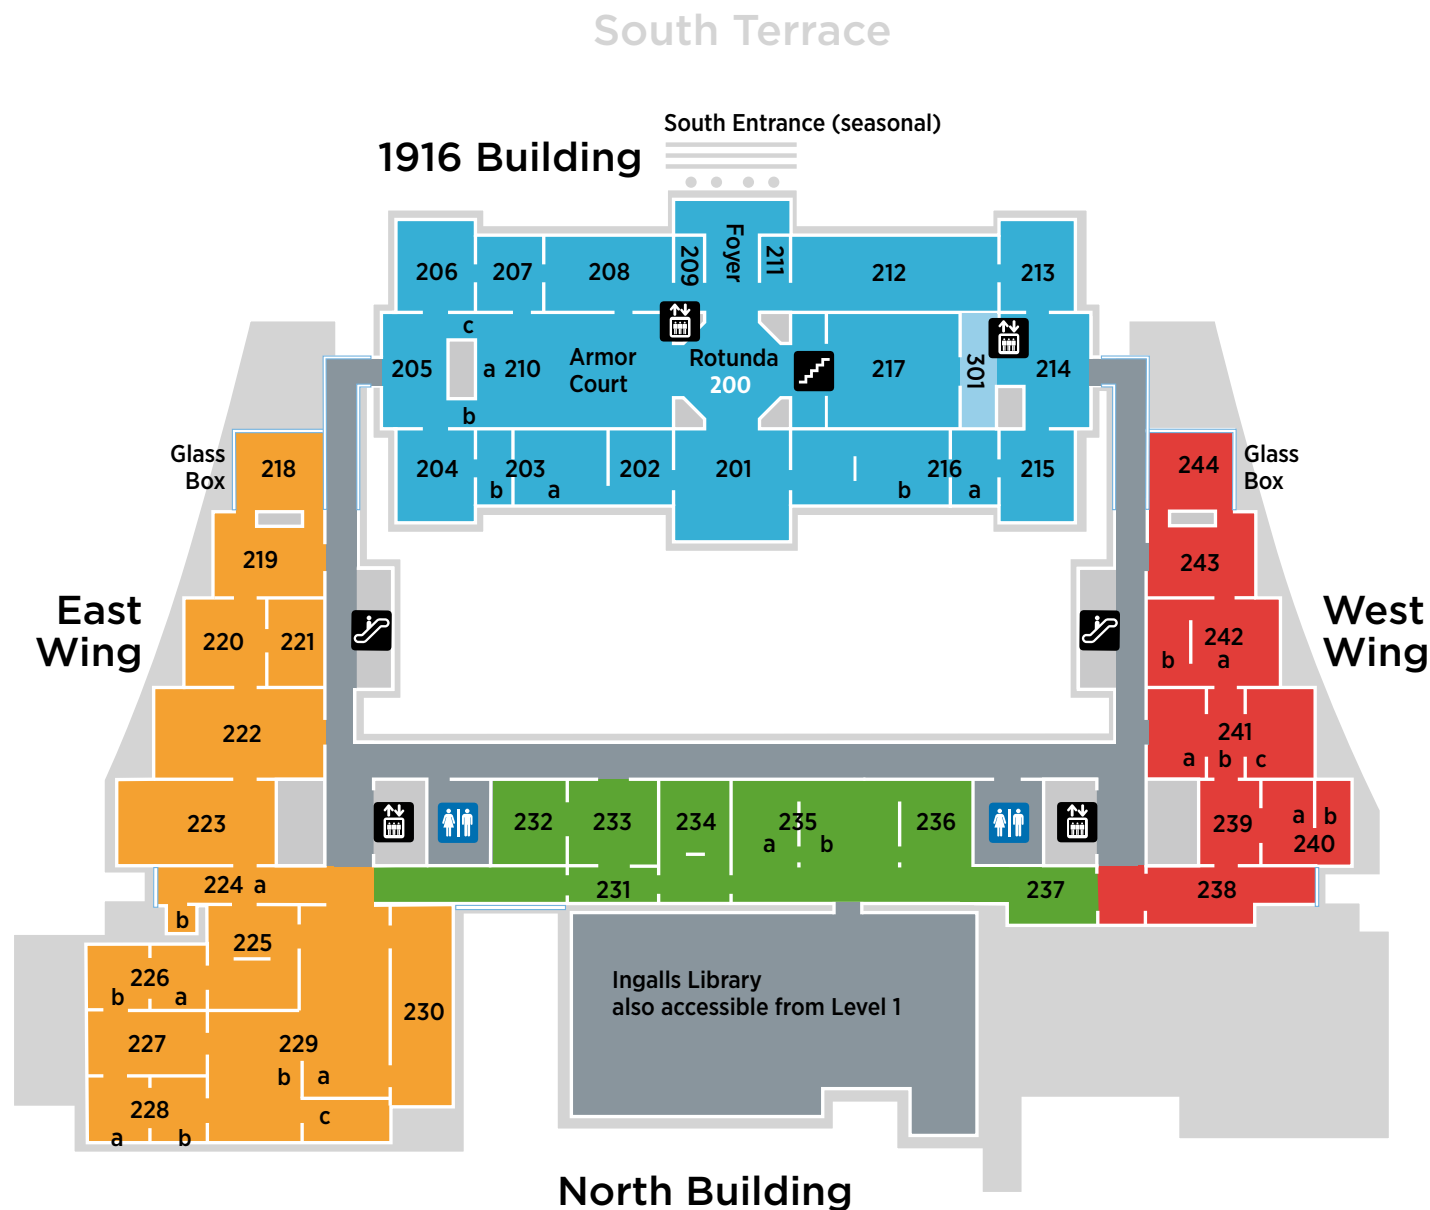 South Terrace
South Entrance (seasonal)
1916 Building
Foyer
206
207
208
209
211
212
213
c
205
a 210
Armor
Court
Rotunda
200
217
301
214
b
204
203
b
a
202
201
216
b
a
215
Glass
Box
218
244
Glass
Box
219
243
East
Wing
220
221
242
b
a
West
Wing
222
241
a
b
c
223
232
233
234
235
a
b
236
239
a
b
240
224 a
b
231
237
238
225
226
b
a
227
228
a
b
229
b
a
c
230
Ingalls Library
also accessible from Level 1
North Building